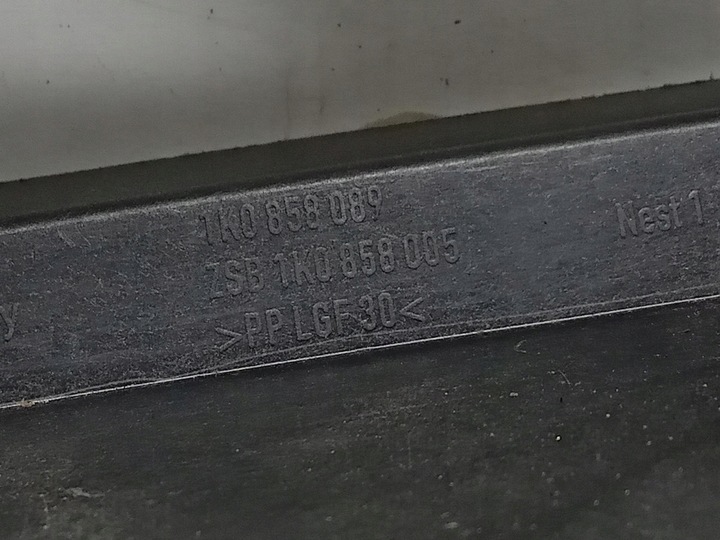 1K0 858 089
ZSB 1K0 858 005
>PP LGF 30<
Nest 1
y